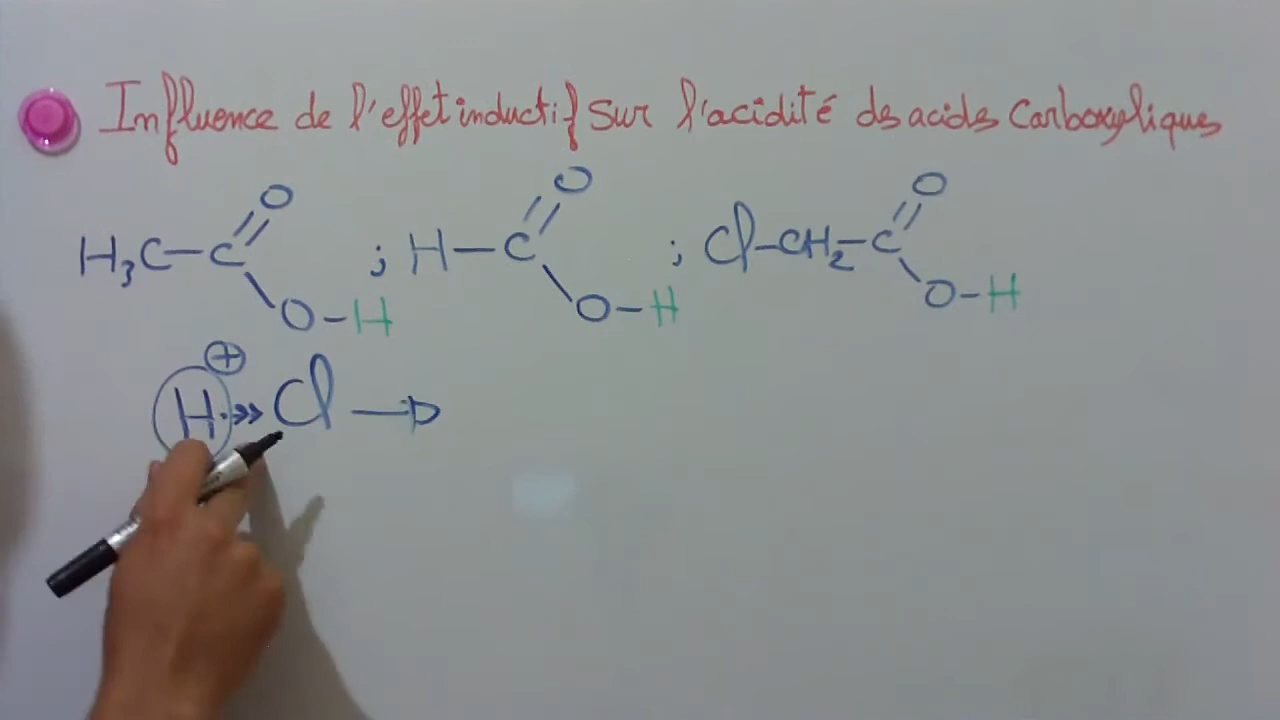 Influence de l'effet inductif sur l'acidité des acides Carboxyliques
H₃C-C(=O)-O-H ; H-C(=O)-O-H ; Cl-CH₂-C(=O)-O-H
H⊕ ·>> Cl →